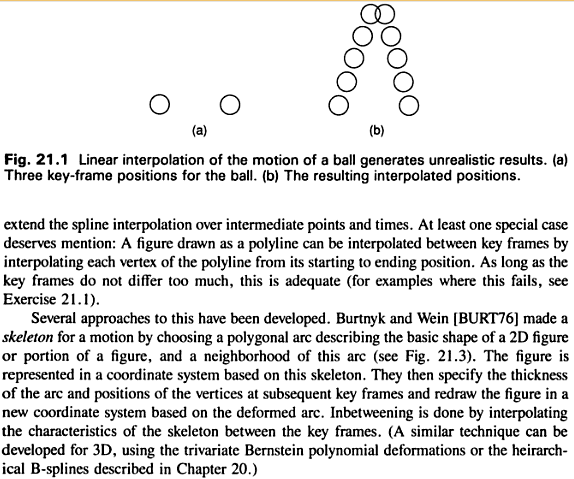 (a)
(b)
Fig. 21.1 Linear interpolation of the motion of a ball generates unrealistic results. (a)
Three key-frame positions for the ball. (b) The resulting interpolated positions.
extend the spline interpolation over intermediate points and times. At least one special case
deserves mention: A figure drawn as a polyline can be interpolated between key frames by
interpolating each vertex of the polyline from its starting to ending position. As long as the
key frames do not differ too much, this is adequate (for examples where this fails, see
Exercise 21.1).
Several approaches to this have been developed. Burtnyk and Wein [BURT76] made a
skeleton for a motion by choosing a polygonal arc describing the basic shape of a 2D figure
or portion of a figure, and a neighborhood of this arc (see Fig. 21.3). The figure is
represented in a coordinate system based on this skeleton. They then specify the thickness
of the arc and positions of the vertices at subsequent key frames and redraw the figure in a
new coordinate system based on the deformed arc. Inbetweening is done by interpolating
the characteristics of the skeleton between the key frames. (A similar technique can be
developed for 3D, using the trivariate Bernstein polynomial deformations or the heirarch-
ical B-splines described in Chapter 20.)